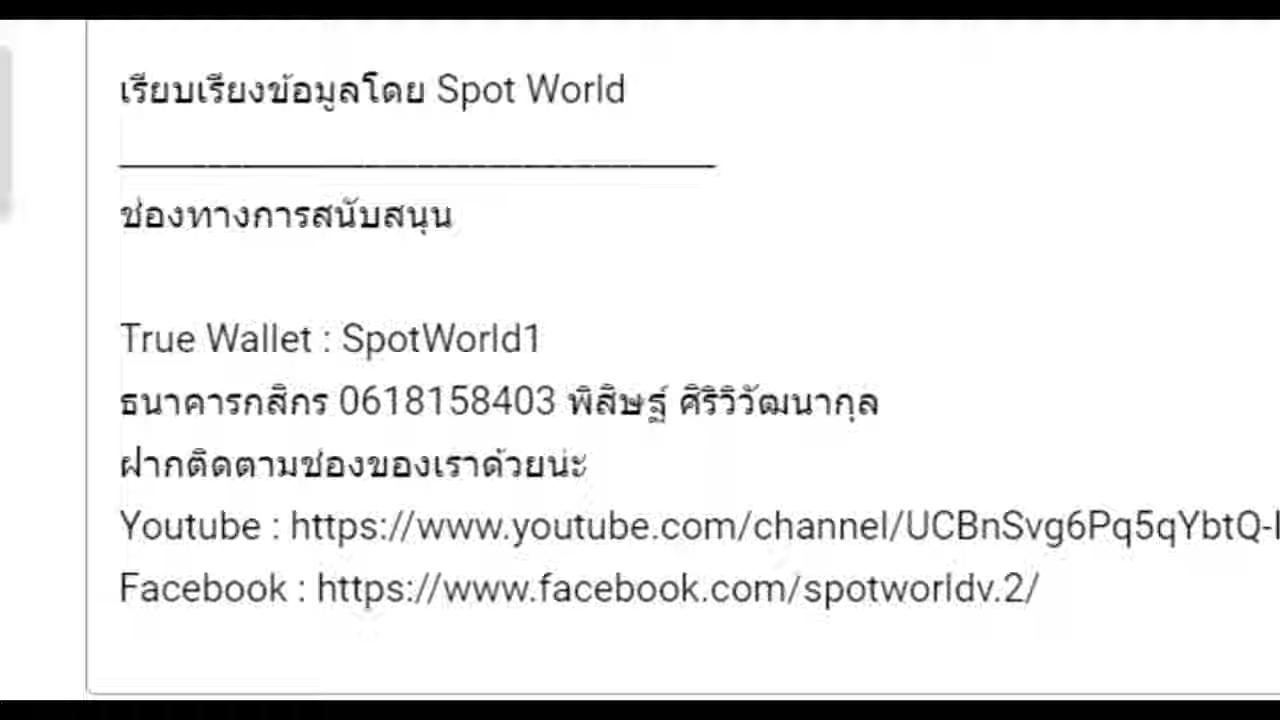 เรียบเรียงข้อมูลโดย Spot World
ช่องทางการสนับสนุน
True Wallet : SpotWorld1
ธนาคารกสิกร 0618158403 พิสิษฐ์ ศิริวิวัฒนากุล
ฝากติดตามช่องของเราด้วยน่ะ
Youtube : https://www.youtube.com/channel/UCBnSvg6Pq5qYbtQ-
Facebook : https://www.facebook.com/spotworldv.2/